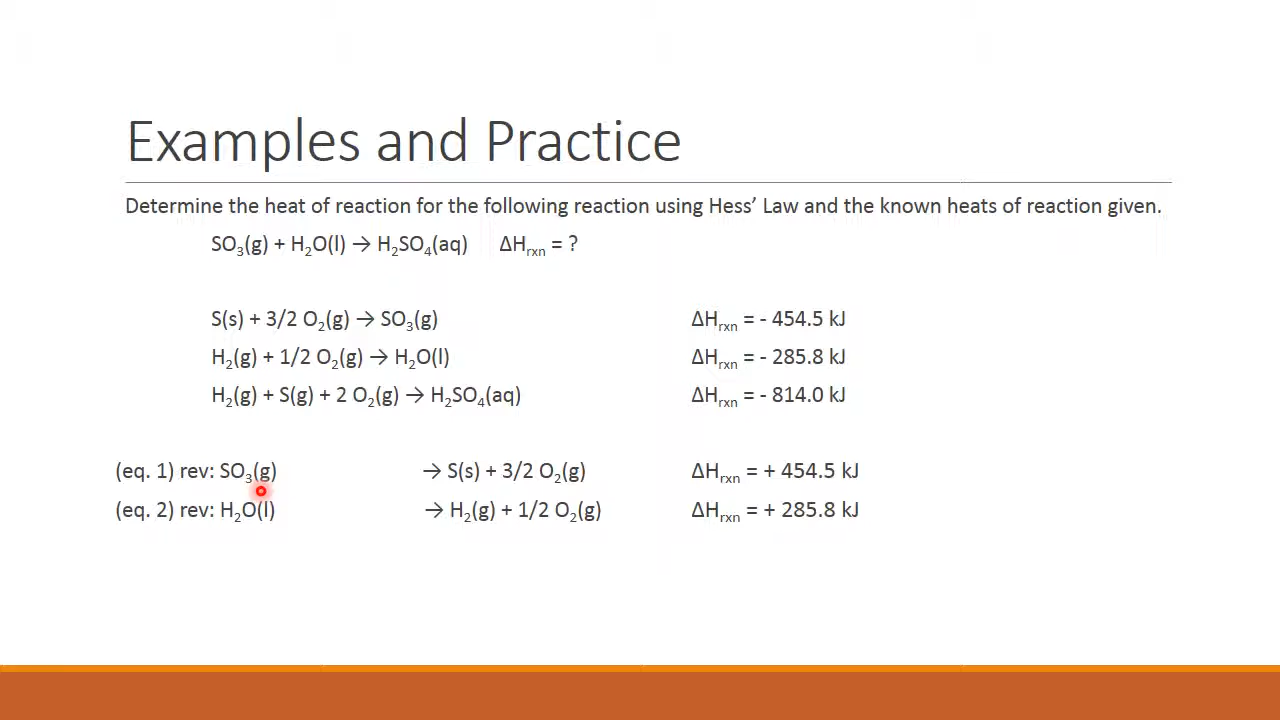 Examples and Practice
Determine the heat of reaction for the following reaction using Hess’ Law and the known heats of reaction given.
SO₃(g) + H₂O(l) → H₂SO₄(aq) ΔHᵣₓₙ = ?
S(s) + 3/2 O₂(g) → SO₃(g) ΔHᵣₓₙ = - 454.5 kJ
H₂(g) + 1/2 O₂(g) → H₂O(l) ΔHᵣₓₙ = - 285.8 kJ
H₂(g) + S(g) + 2 O₂(g) → H₂SO₄(aq) ΔHᵣₓₙ = - 814.0 kJ
(eq. 1) rev: SO₃(g) → S(s) + 3/2 O₂(g) ΔHᵣₓₙ = + 454.5 kJ
(eq. 2) rev: H₂O(l) → H₂(g) + 1/2 O₂(g) ΔHᵣₓₙ = + 285.8 kJ